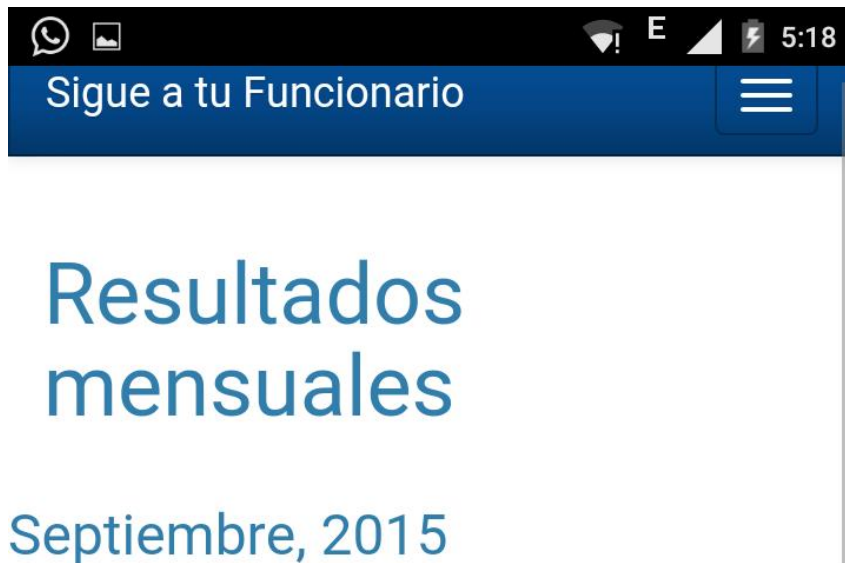 E 5:18
Sigue a tu Funcionario
Resultados
mensuales
Septiembre, 2015